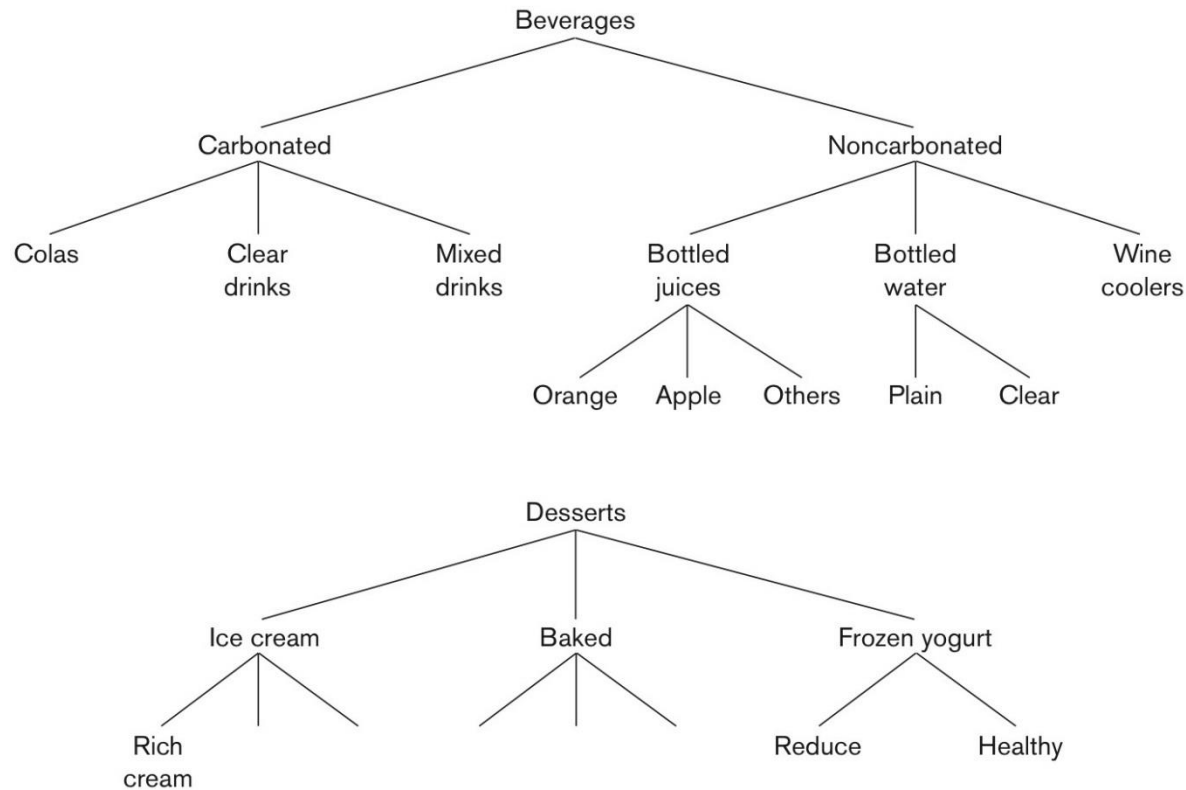 Beverages
Carbonated
Noncarbonated
Colas
Clear
drinks
Mixed
drinks
Bottled
juices
Bottled
water
Wine
coolers
Orange
Apple
Others
Plain
Clear
Desserts
Ice cream
Baked
Frozen yogurt
Rich
cream
Reduce
Healthy